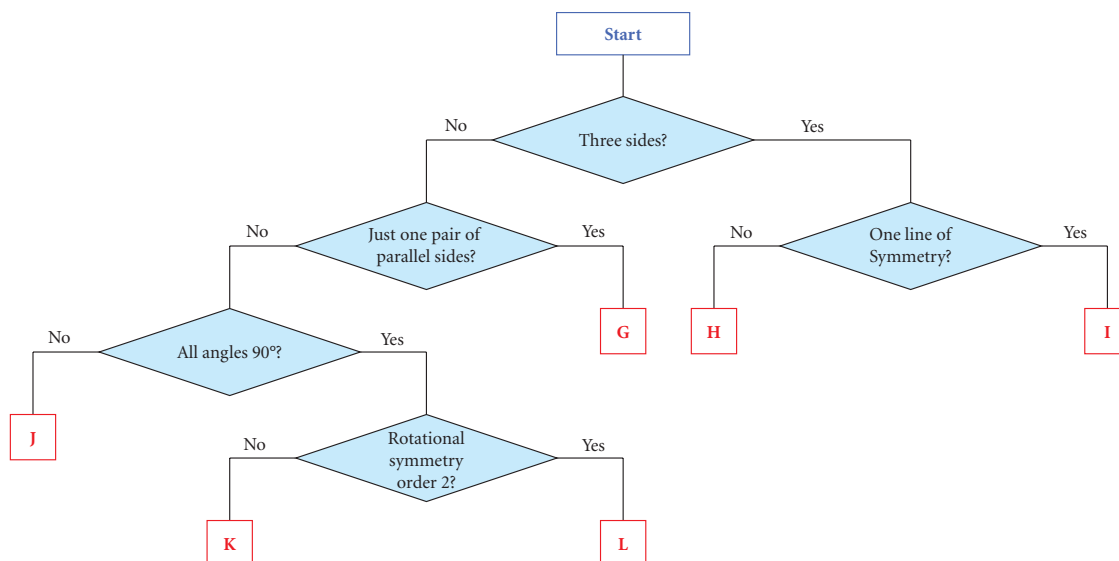 Start
No
Three sides?
Yes
No
Just one pair of
parallel sides?
Yes
No
One line of
Symmetry?
Yes
No
All angles 90°?
Yes
G
H
I
J
No
Rotational
symmetry
order 2?
Yes
K
L